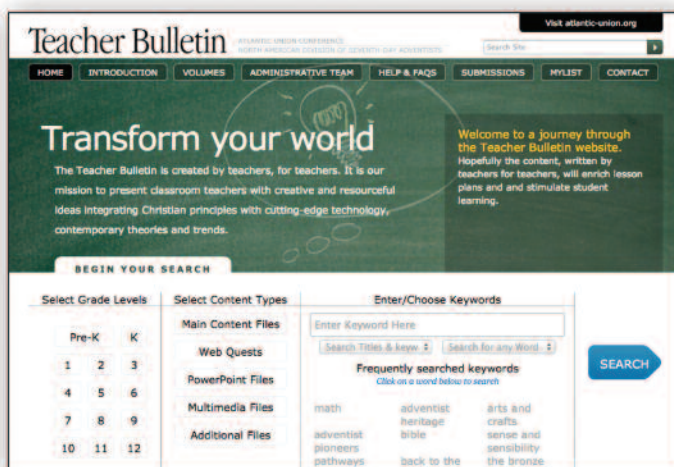 Visit atlantic-union.org
Teacher Bulletin
ATLANTIC UNION CONFERENCE
NORTH AMERICAN DIVISION OF SEVENTH-DAY ADVENTISTS
Search Site
HOME INTRODUCTION VOLUMES ADMINISTRATIVE TEAM HELP & FAQS SUBMISSIONS MYLIST CONTACT
Transform your world
The Teacher Bulletin is created by teachers, for teachers. It is our
mission to present classroom teachers with creative and resourceful
ideas integrating Christian principles with cutting-edge technology,
contemporary theories and trends.
Welcome to a journey through
the Teacher Bulletin website.
Hopefully the content, written by
teachers for teachers, will enrich lesson
plans and and stimulate student
learning.
BEGIN YOUR SEARCH
Select Grade Levels
Pre-K K
1 2 3
4 5 6
7 8 9
10 11 12
Select Content Types
Main Content Files
Web Quests
PowerPoint Files
Multimedia Files
Additional Files
Enter/Choose Keywords
Enter Keyword Here
Search Titles & keyw Search for any Word
Frequently searched keywords
Click on a word below to search
math
adventist
heritage
arts and
crafts
adventist
pioneers
bible
sense and
sensibility
pathways
back to the
the bronze
SEARCH